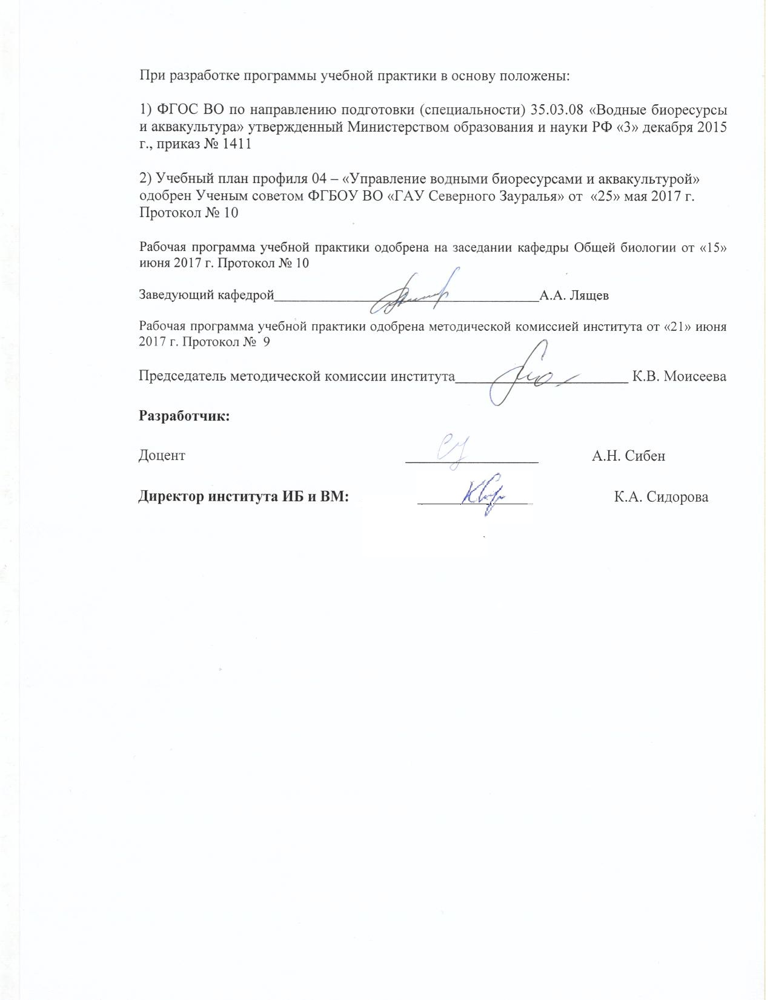 При разработке программы учебной практики в основу положены:
1) ФГОС ВО по направлению подготовки (специальности) 35.03.08 «Водные биоресурсы
и аквакультура» утвержденный Министерством образования и науки РФ «3» декабря 2015
г., приказ № 1411
2) Учебный план профиля 04 – «Управление водными биоресурсами и аквакультурой»
одобрен Ученым советом ФГБОУ ВО «ГАУ Северного Зауралья» от «25» мая 2017 г.
Протокол № 10
Рабочая программа учебной практики одобрена на заседании кафедры Общей биологии от «15»
июня 2017 г. Протокол № 10
Заведующий кафедрой____________________________________А.А. Лящев
Рабочая программа учебной практики одобрена методической комиссией института от «21» июня
2017 г. Протокол № 9
Председатель методической комиссии института______________________ К.В. Моисеева
Разработчик:
Доцент _________________ А.Н. Сибен
Директор института ИБ и ВМ: _______________ К.А. Сидорова